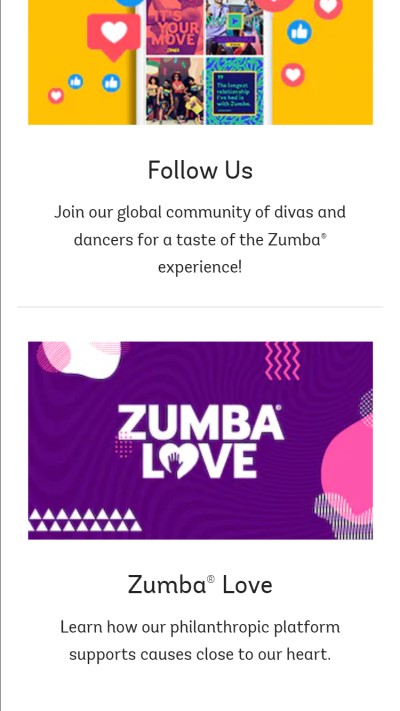 IT'S
YOUR
MOVE
The longest
relationship
I've had is
with Zumba.
Follow Us
Join our global community of divas and
dancers for a taste of the Zumba®
experience!
ZUMBA®
LOVE
Zumba® Love
Learn how our philanthropic platform
supports causes close to our heart.